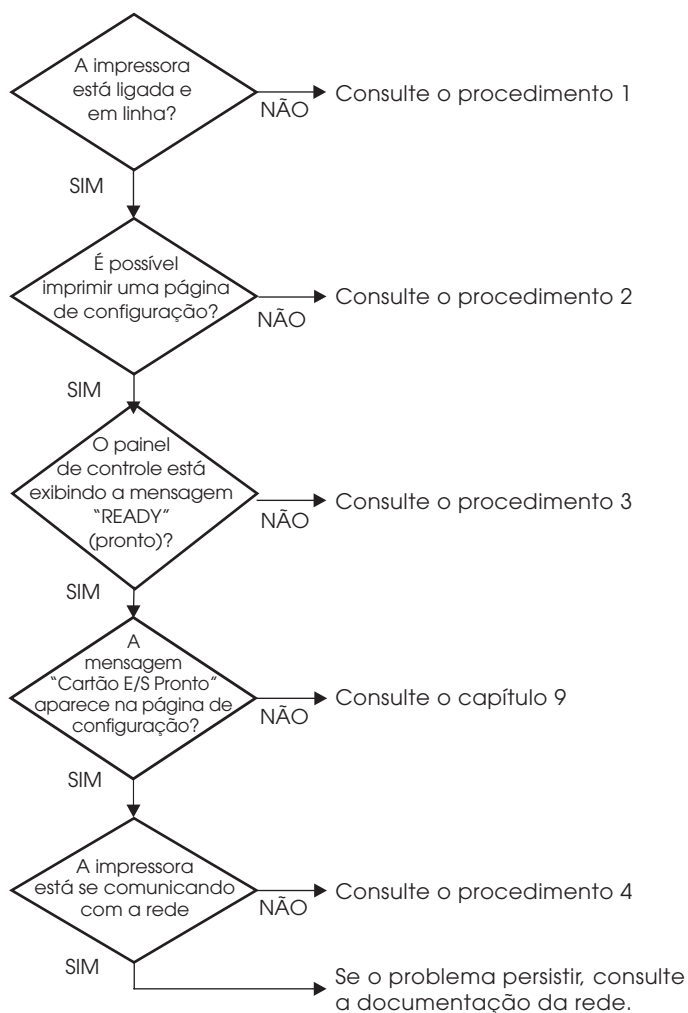 A impressora
está ligada e
em linha?
NÃO
Consulte o procedimento 1
SIM
É possível
imprimir uma página
de configuração?
NÃO
Consulte o procedimento 2
SIM
O painel
de controle está
exibindo a mensagem
“READY”
(pronto)?
NÃO
Consulte o procedimento 3
SIM
A
mensagem
“Cartão E/S Pronto”
aparece na página de
configuração?
NÃO
Consulte o capítulo 9
SIM
A impressora
está se comunicando
com a rede
NÃO
Consulte o procedimento 4
SIM
Se o problema persistir, consulte
a documentação da rede.